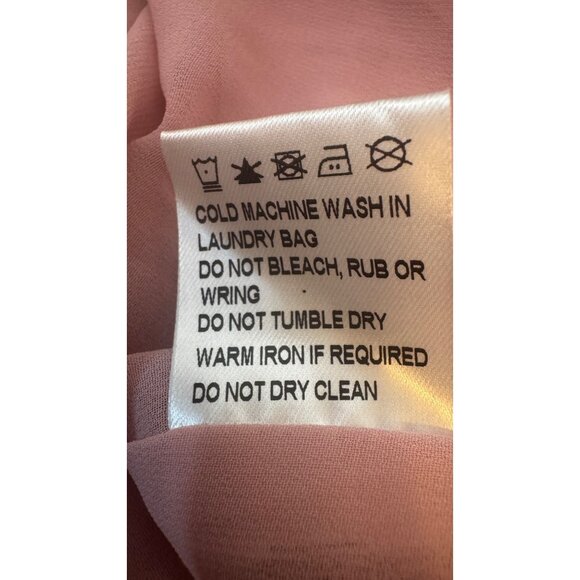 COLD MACHINE WASH IN
LAUNDRY BAG
DO NOT BLEACH, RUB OR
WRING
DO NOT TUMBLE DRY
WARM IRON IF REQUIRED
DO NOT DRY CLEAN